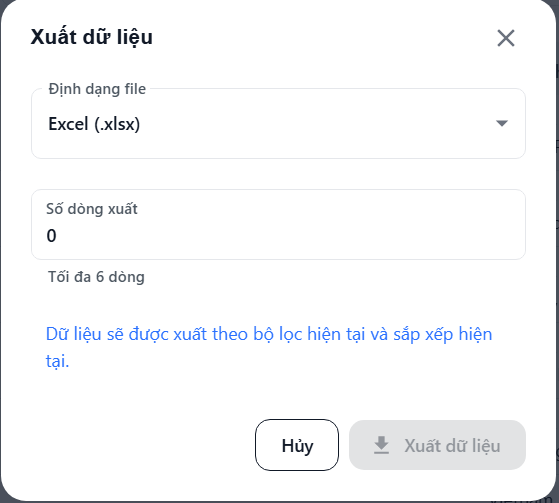 Xuất dữ liệu
Định dạng file
Excel (.xlsx)
Số dòng xuất
0
Tối đa 6 dòng
Dữ liệu sẽ được xuất theo bộ lọc hiện tại và sắp xếp hiện
tại.
Hủy
Xuất dữ liệu